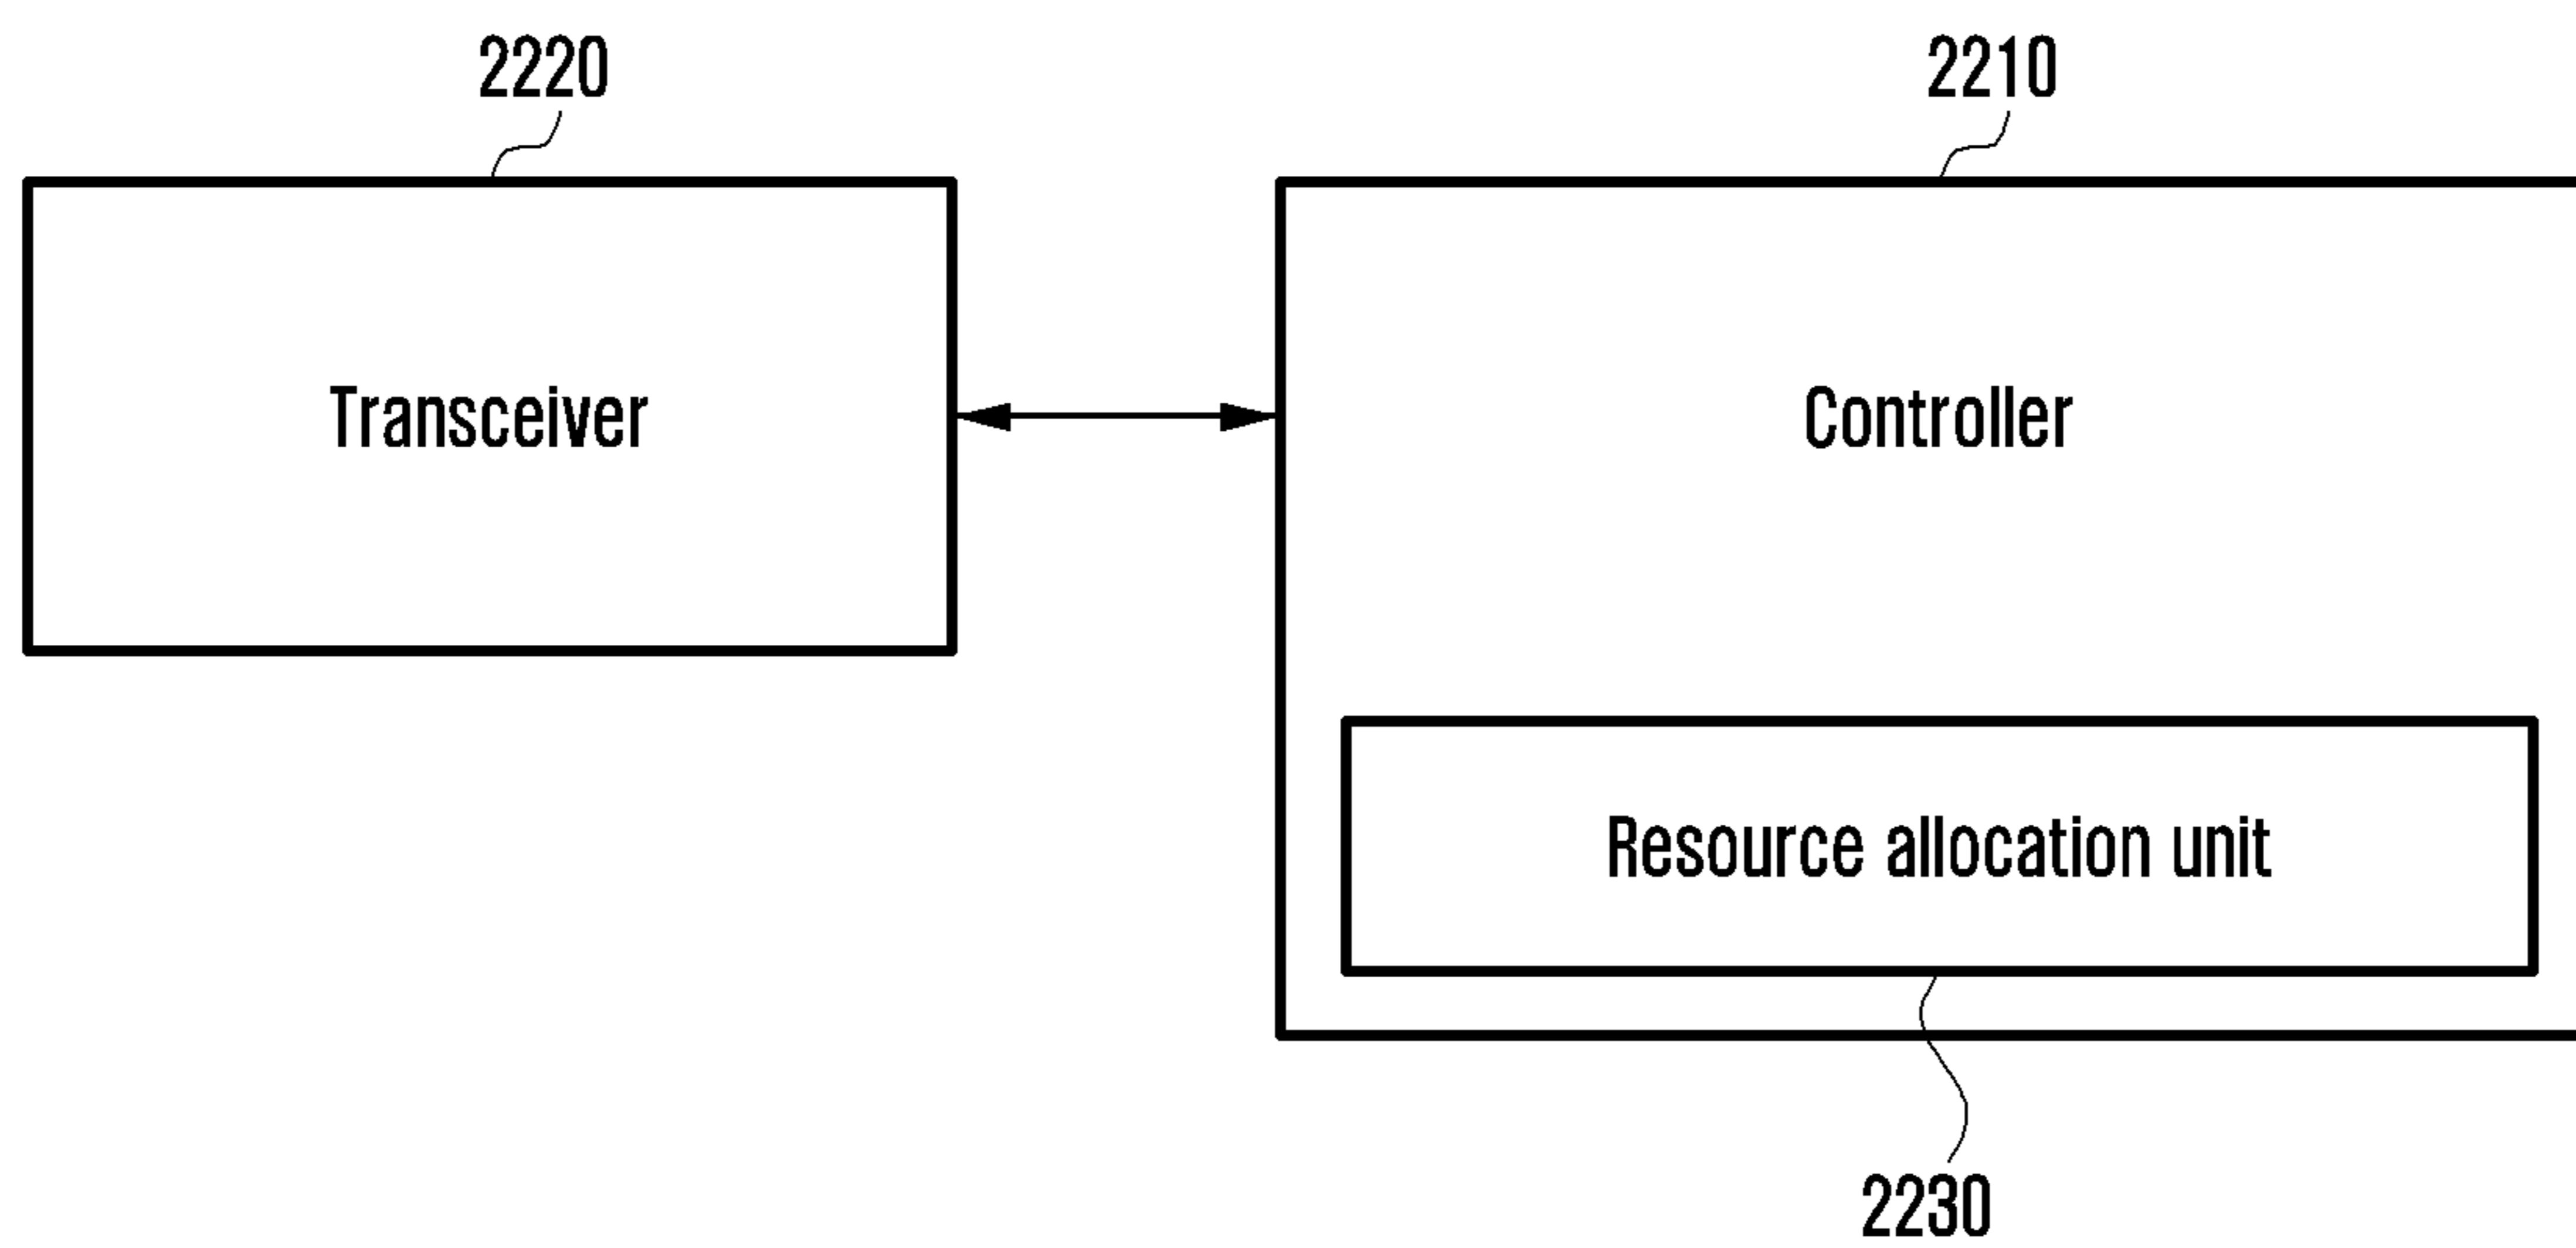 2220
2210
Transceiver
Controller
Resource allocation unit
2230